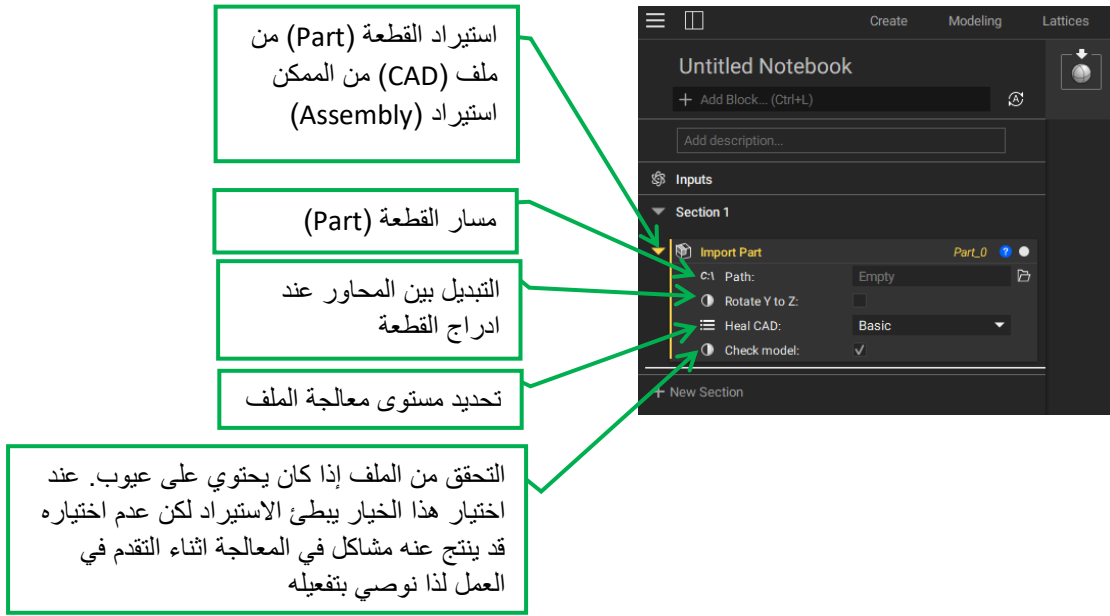 استيراد القطعة (Part) من
ملف (CAD) من الممكن
استيراد (Assembly)
مسار القطعة (Part)
التبديل بين المحاور عند
ادراج القطعة
تحديد مستوى معالجة الملف
التحقق من الملف إذا كان يحتوي على عيوب. عند
اختيار هذا الخيار يبطئ الاستيراد لكن عدم اختياره
قد ينتج عنه مشاكل في المعالجة اثناء التقدم في
العمل لذا نوصي بتفعيله
Create Modeling Lattices
Untitled Notebook
+ Add Block... (Ctrl+L)
Add description...
Inputs
Section 1
Import Part Part_0 ?
C:\ Path: Empty
Rotate Y to Z:
Heal CAD: Basic
Check model:
+ New Section